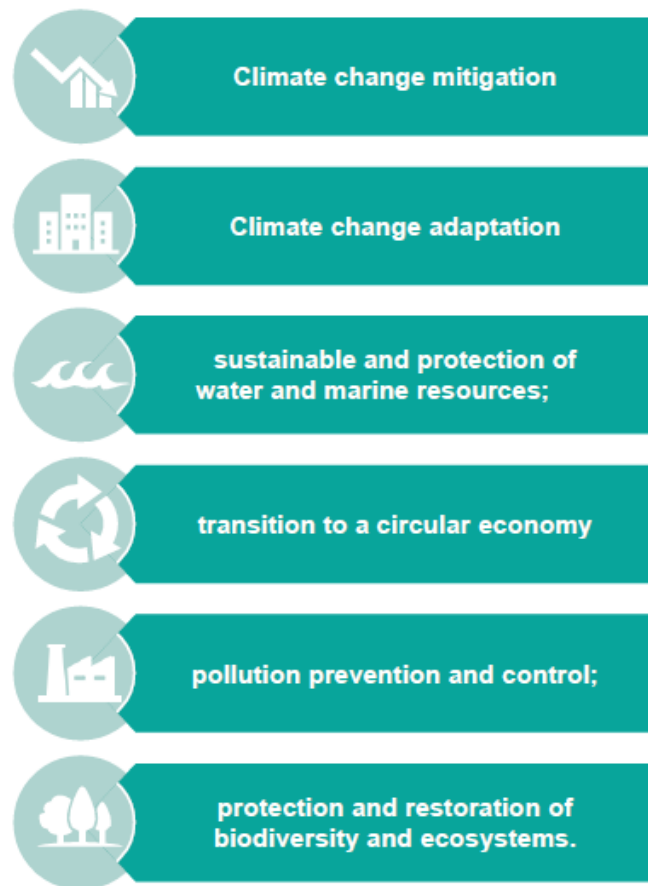 Climate change mitigation
Climate change adaptation
sustainable and protection of
water and marine resources;
transition to a circular economy
pollution prevention and control;
protection and restoration of
biodiversity and ecosystems.